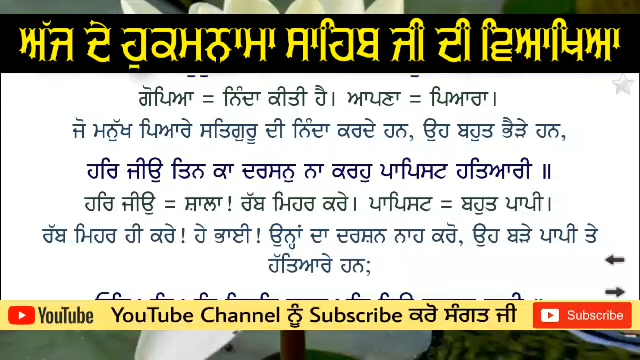 ਅੱਜ ਦੇ ਹੁਕਮਨਾਮਾ ਸਾਹਿਬ ਜੀ ਦੀ ਵਿਆਖਿਆ
ਗੋਪਿਆ = ਨਿੰਦਾ ਕੀਤੀ ਹੈ। ਆਪਣਾ = ਪਿਆਰਾ।
ਜੋ ਮਨੁੱਖ ਪਿਆਰੇ ਸਤਿਗੁਰੂ ਦੀ ਨਿੰਦਾ ਕਰਦੇ ਹਨ, ਉਹ ਬਹੁਤ ਭੈੜੇ ਹਨ,
ਹਰਿ ਜੀਉ ਤਿਨ ਕਾ ਦਰਸਨੁ ਨਾ ਕਰਹੁ ਪਾਪਿਸਟ ਹਤਿਆਰੀ ॥
ਹਰਿ ਜੀਉ = ਸ਼ਾਲਾ! ਰੱਬ ਮਿਹਰ ਕਰੇ। ਪਾਪਿਸਟ = ਬਹੁਤ ਪਾਪੀ।
ਰੱਬ ਮਿਹਰ ਹੀ ਕਰੇ! ਹੇ ਭਾਈ! ਉਨ੍ਹਾਂ ਦਾ ਦਰਸ਼ਨ ਨਾਹ ਕਰੋ, ਉਹ ਬੜੇ ਪਾਪੀ ਤੇ
ਹੱਤਿਆਰੇ ਹਨ;
YouTube YouTube Channel ਨੂੰ Subscribe ਕਰੋ ਸੰਗਤ ਜੀ Subscribe